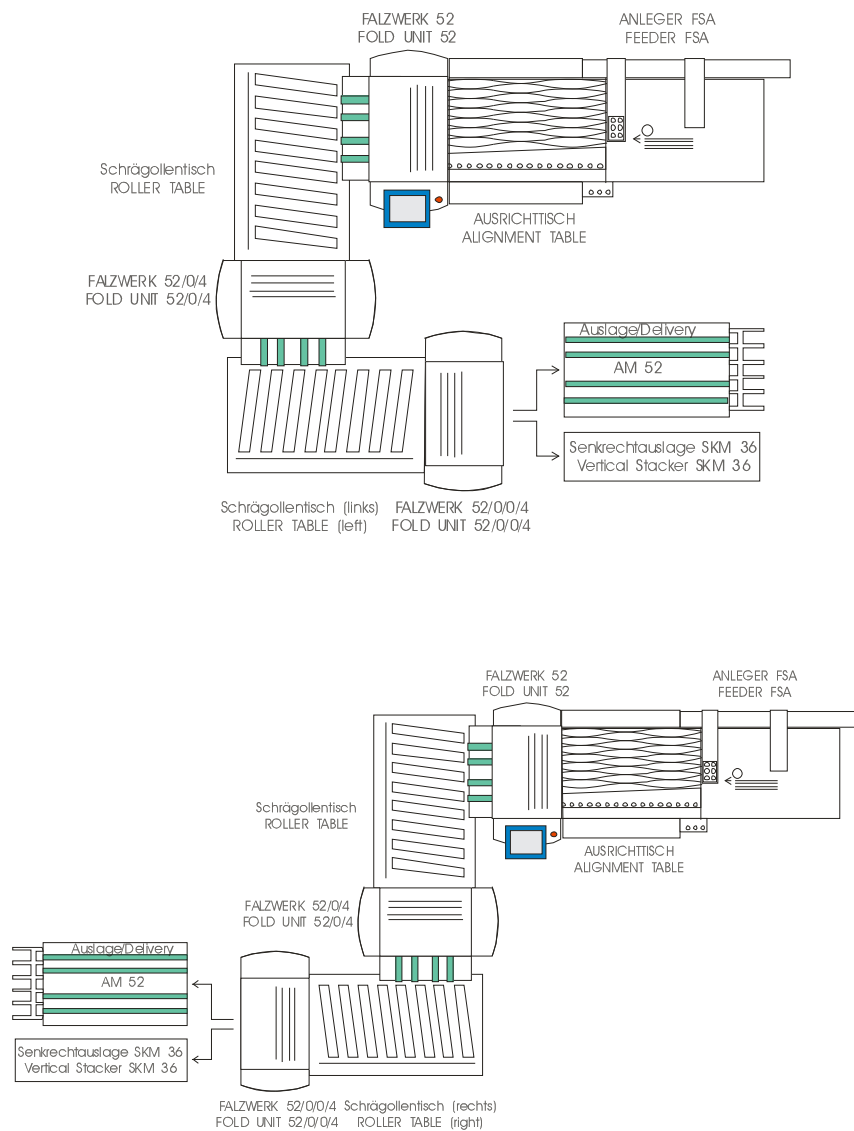 FALZWERK 52
FOLD UNIT 52
ANLEGER FSA
FEEDER FSA
Schrägollentisch
ROLLER TABLE
AUSRICHTTISCH
ALIGNMENT TABLE
FALZWERK 52/0/4
FOLD UNIT 52/0/4
Auslage/Delivery
AM 52
Senkrechtauslage SKM 36
Vertical Stacker SKM 36
Schrägollentisch (links)
ROLLER TABLE (left)
FALZWERK 52/0/0/4
FOLD UNIT 52/0/0/4
FALZWERK 52
FOLD UNIT 52
ANLEGER FSA
FEEDER FSA
Schrägollentisch
ROLLER TABLE
AUSRICHTTISCH
ALIGNMENT TABLE
FALZWERK 52/0/4
FOLD UNIT 52/0/4
Auslage/Delivery
AM 52
Senkrechtauslage SKM 36
Vertical Stacker SKM 36
FALZWERK 52/0/0/4
FOLD UNIT 52/0/0/4
Schrägollentisch (rechts)
ROLLER TABLE (right)